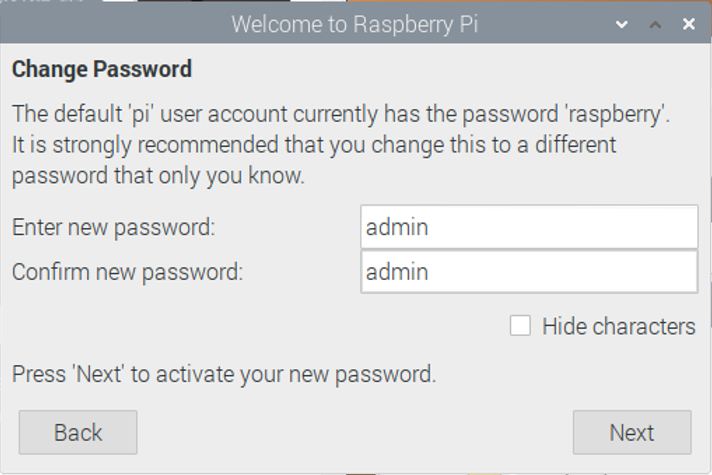 Welcome to Raspberry Pi
Change Password
The default 'pi' user account currently has the password 'raspberry'.
It is strongly recommended that you change this to a different
password that only you know.
Enter new password: admin
Confirm new password: admin
Hide characters
Press 'Next' to activate your new password.
Back Next